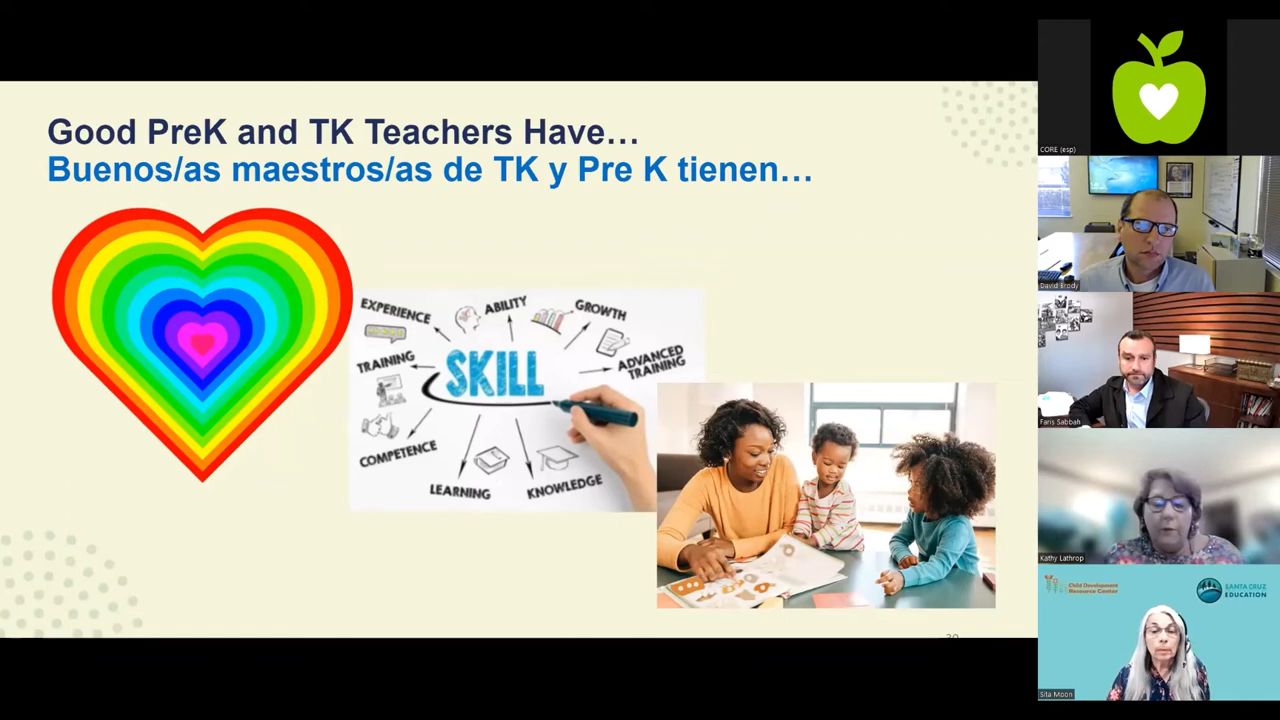 Good PreK and TK Teachers Have…
Buenos/as maestros/as de TK y Pre K tienen…
EXPERIENCE
ABILITY
GROWTH
TRAINING
SKILL
ADVANCED
TRAINING
COMPETENCE
LEARNING
KNOWLEDGE
CORE (esp)
David Brody
Faris Sabbah
Kathy Lathrop
Child Development
Resource Center
SANTA CRUZ
EDUCATION
Sita Moon